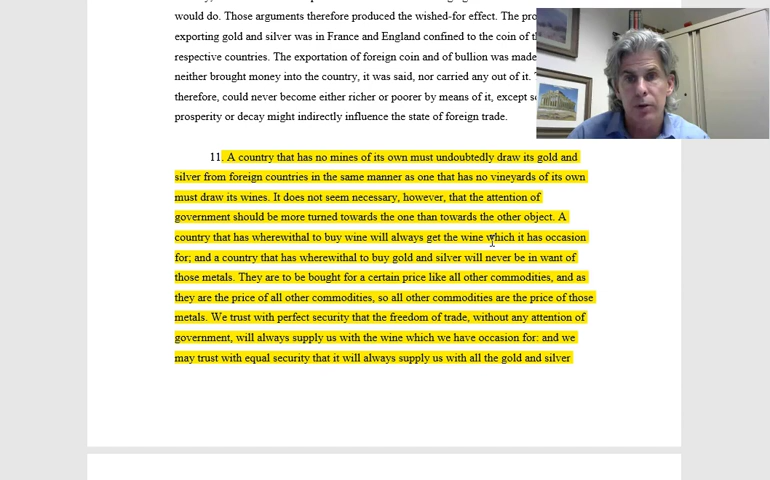 would do. Those arguments therefore produced the wished-for effect. The pro
exporting gold and silver was in France and England confined to the coin of
respective countries. The exportation of foreign coin and of bullion was made
neither brought money into the country, it was said, nor carried any out of it.
therefore, could never become either richer or poorer by means of it, except
prosperity or decay might indirectly influence the state of foreign trade.
11. A country that has no mines of its own must undoubtedly draw its gold and
silver from foreign countries in the same manner as one that has no vineyards of its own
must draw its wines. It does not seem necessary, however, that the attention of
government should be more turned towards the one than towards the other object. A
country that has wherewithal to buy wine will always get the wine which it has occasion
for; and a country that has wherewithal to buy gold and silver will never be in want of
those metals. They are to be bought for a certain price like all other commodities, and as
they are the price of all other commodities, so all other commodities are the price of those
metals. We trust with perfect security that the freedom of trade, without any attention of
government, will always supply us with the wine which we have occasion for: and we
may trust with equal security that it will always supply us with all the gold and silver